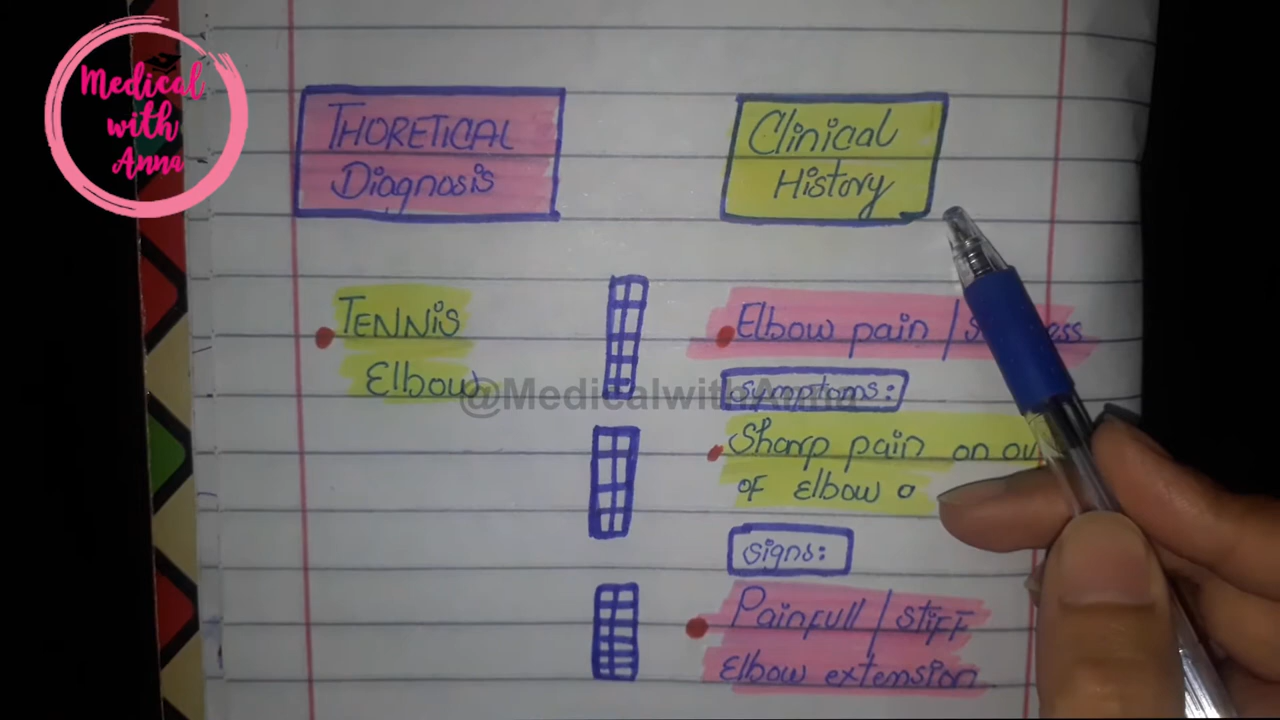 Medical
with
Anna
THORETICAL
Diagnosis
Clinical
History
TENNIS
Elbow
@MedicalwithAnna
Elbow pain /
symptoms:
Sharp pain on
of Elbow
signs:
Painfull / stiff
Elbow extension